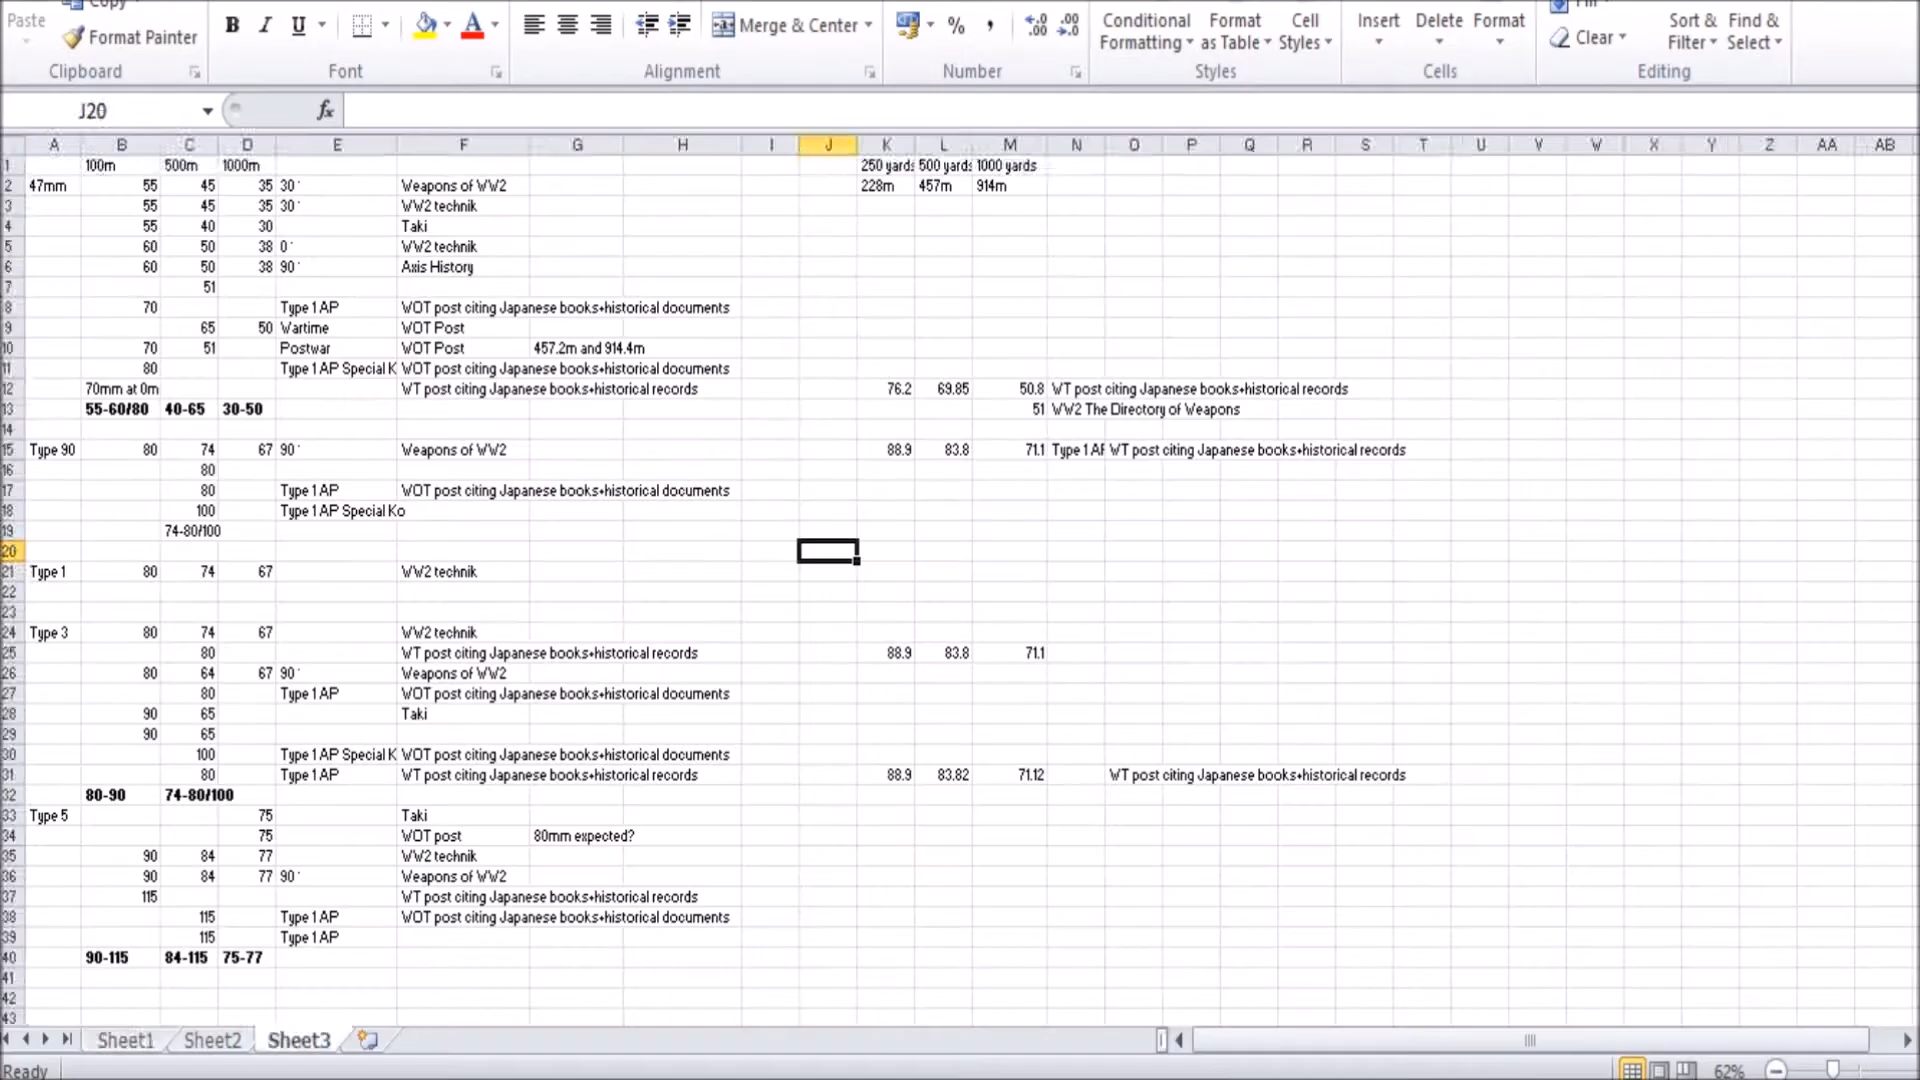 Paste Copy
Format Painter
B I U A Merge & Center % , Conditional Formatting Format as Table Cell Styles Insert Delete Format Clear Sort & Filter Find & Select
Clipboard Font Alignment Number Styles Cells Editing
J20 fx
A B C D E F G H I J K L M N O P Q R S T U V W X Y Z AA AB
1 100m 500m 1000m 250 yards 500 yards 1000 yards
2 47mm 55 45 35 30° Weapons of WW2 228m 457m 914m
3 55 45 35 30° WW2 technik
4 55 40 30 Taki
5 60 50 38 0° WW2 technik
6 60 50 38 90° Axis History
7 51
8 70 Type 1 AP WOT post citing Japanese books+historical documents
9 65 50 Wartime WOT Post
10 70 51 Postwar WOT Post 457.2m and 914.4m
11 80 Type 1 AP Special K WOT post citing Japanese books+historical documents
12 70mm at 0m WT post citing Japanese books+historical records 76.2 69.85 50.8 WT post citing Japanese books+historical records
13 55-60/80 40-65 30-50 51 WW2 The Directory of Weapons
14
15 Type 90 80 74 67 90° Weapons of WW2 88.9 83.8 71.1 Type 1 AF WT post citing Japanese books+historical records
16 80
17 80 Type 1 AP WOT post citing Japanese books+historical documents
18 100 Type 1 AP Special Ko
19 74-80/100
20
21 Type 1 80 74 67 WW2 technik
22
23
24 Type 3 80 74 67 WW2 technik
25 80 WT post citing Japanese books+historical records 88.9 83.8 71.1
26 80 64 67 90° Weapons of WW2
27 80 Type 1 AP WOT post citing Japanese books+historical documents
28 90 65 Taki
29 90 65
30 100 Type 1 AP Special K WOT post citing Japanese books+historical documents
31 80 Type 1 AP WT post citing Japanese books+historical records 88.9 83.82 71.12 WT post citing Japanese books+historical records
32 80-90 74-80/100
33 Type 5 75 Taki
34 75 WOT post 80mm expected?
35 90 84 77 WW2 technik
36 90 84 77 90° Weapons of WW2
37 115 WT post citing Japanese books+historical records
38 115 Type 1 AP WOT post citing Japanese books+historical documents
39 115 Type 1 AP
40 90-115 84-115 75-77
41
42
43
Sheet1 Sheet2 Sheet3
Ready 62%